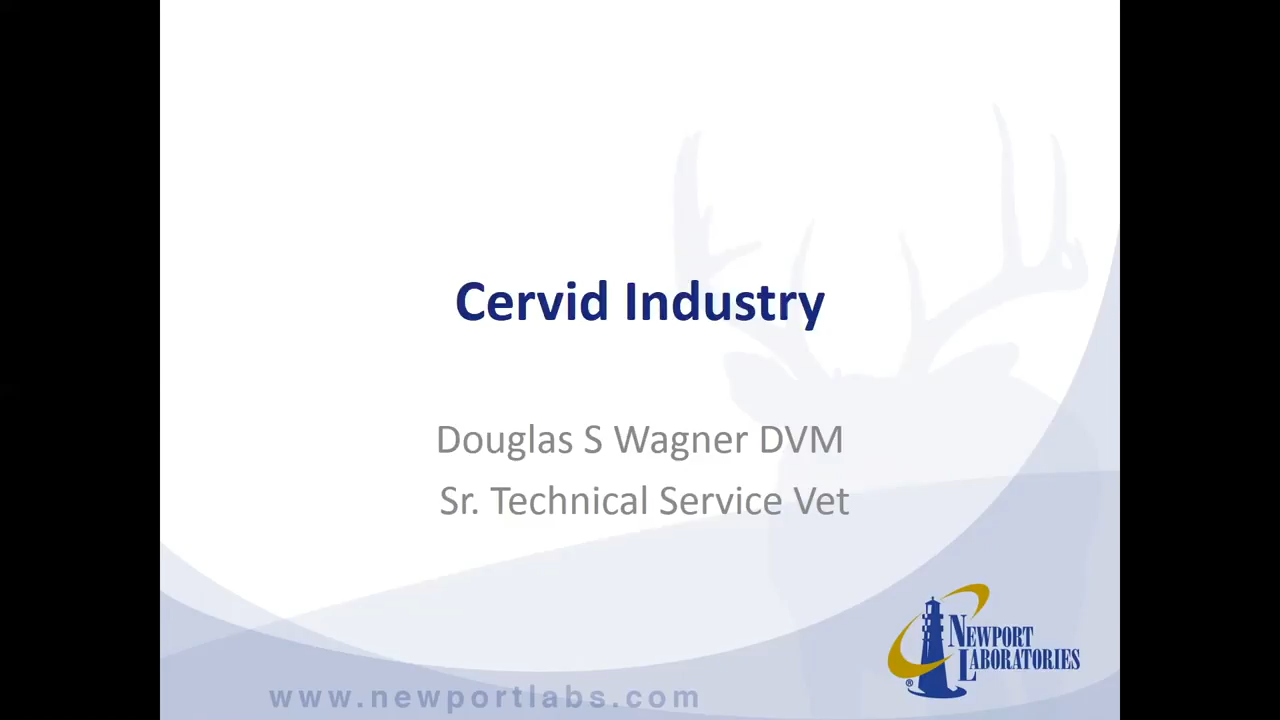 Cervid Industry
Douglas S Wagner DVM
Sr. Technical Service Vet
NEWPORT
LABORATORIES
®
www.newportlabs.com